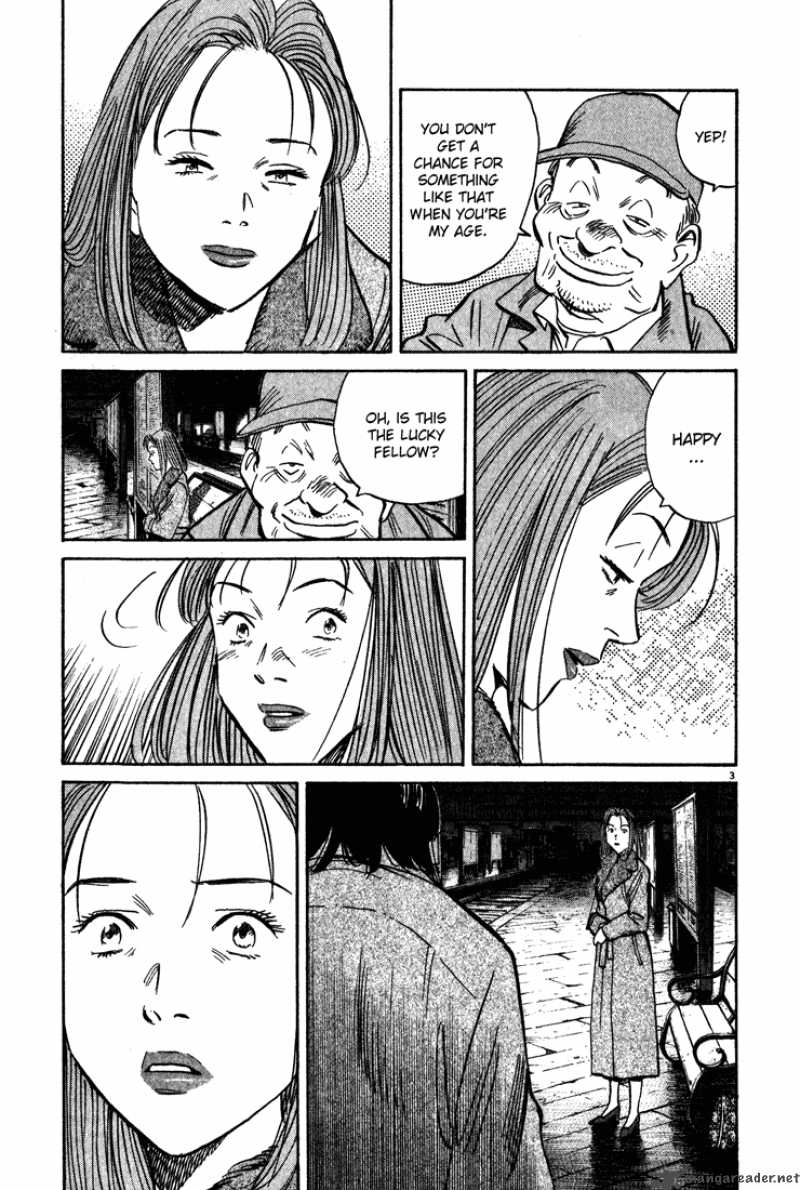 YEP!
YOU DON'T
GET A
CHANCE FOR
SOMETHING
LIKE THAT
WHEN YOU'RE
MY AGE.
HAPPY
...
OH, IS THIS
THE LUCKY
FELLOW?
3
mangareader.net